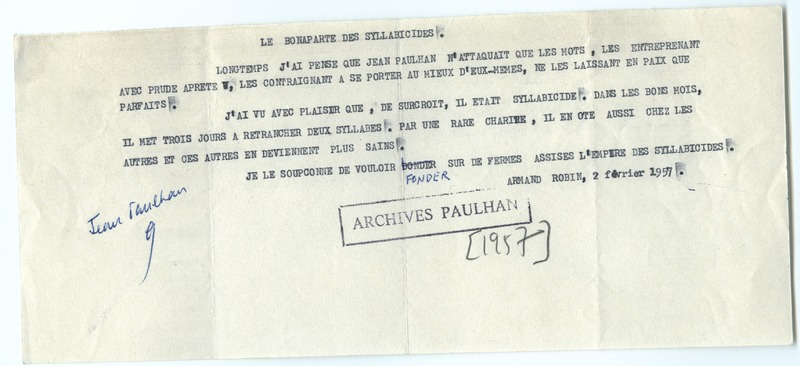 LE BONAPARTE DES SYLLABICIDES.
LONGTEMPS J'AI PENSE QUE JEAN PAULHAN N'ATTAQUAIT QUE LES MOTS, LES ENTREPRENANT
AVEC PRUDE APRETE, LES CONTRAIGNANT A SE PORTER AU MIEUX D'EUX-MEMES, NE LES LAISSANT EN PAIX QUE
PARFAITS.
J'AI VU AVEC PLAISIR QUE, DE SURCROIT, IL ETAIT SYLLABICIDE. DANS LES BONS MOIS,
IL MET TROIS JOURS A RETRANCHER DEUX SYLLABES. PAR UNE RARE CHARITE, IL EN OTE AUSSI CHEZ LES
AUTRES ET CES AUTRES EN DEVIENNENT PLUS SAINS.
JE LE SOUPCONNE DE VOULOIR BONDER SUR DE FERMES ASSISES L'EMPIRE DES SYLLABICIDES.
FONDER
ARMAND ROBIN, 2 février 1957.
Jean Paulhan
9
ARCHIVES PAULHAN
[1957]